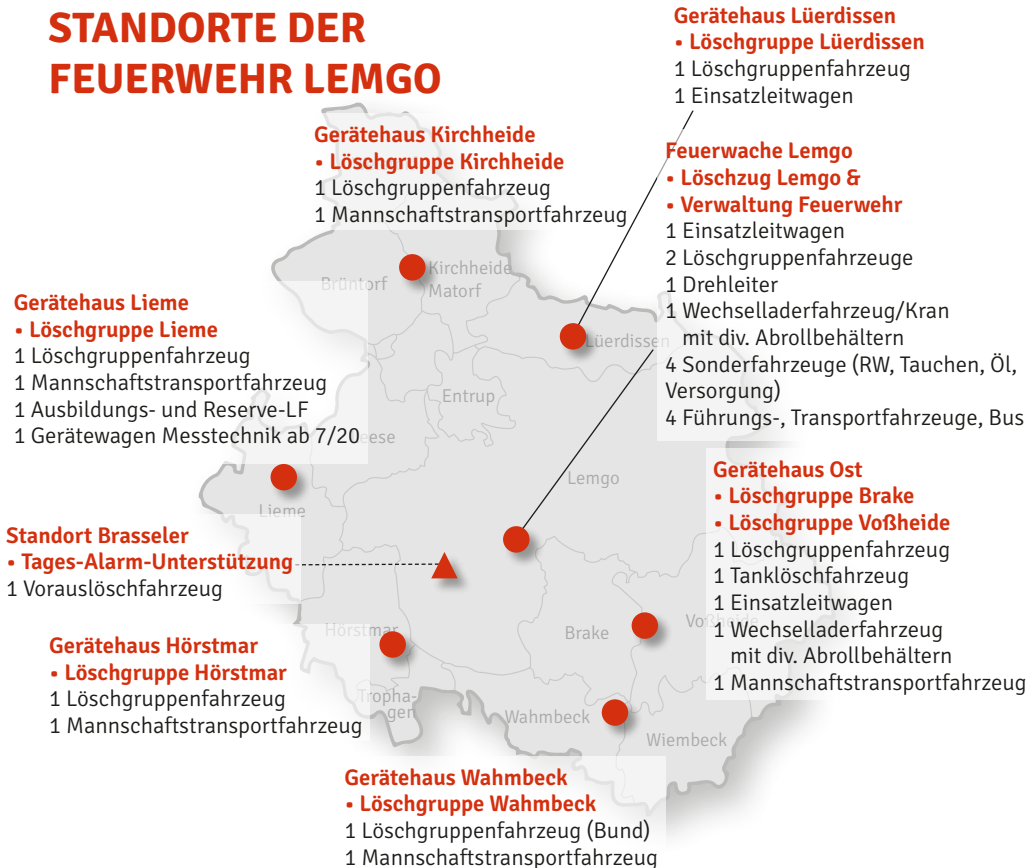 STANDORTE DER
FEUERWEHR LEMGO
Gerätehaus Lüerdissen
• Löschgruppe Lüerdissen
1 Löschgruppenfahrzeug
1 Einsatzleitwagen
Gerätehaus Kirchheide
• Löschgruppe Kirchheide
1 Löschgruppenfahrzeug
1 Mannschaftstransportfahrzeug
Feuerwache Lemgo
• Löschzug Lemgo &
• Verwaltung Feuerwehr
1 Einsatzleitwagen
2 Löschgruppenfahrzeuge
1 Drehleiter
1 Wechselladerfahrzeug/Kran
mit div. Abrollbehältern
4 Sonderfahrzeuge (RW, Tauchen, Öl,
Versorgung)
4 Führungs-, Transportfahrzeuge, Bus
Gerätehaus Lieme
• Löschgruppe Lieme
1 Löschgruppenfahrzeug
1 Mannschaftstransportfahrzeug
1 Ausbildungs- und Reserve-LF
1 Gerätewagen Messtechnik ab 7/20
Gerätehaus Ost
• Löschgruppe Brake
• Löschgruppe Voßheide
1 Löschgruppenfahrzeug
1 Tanklöschfahrzeug
1 Einsatzleitwagen
1 Wechselladerfahrzeug
mit div. Abrollbehältern
1 Mannschaftstransportfahrzeug
Standort Brasseler
• Tages-Alarm-Unterstützung
1 Vorauslöschfahrzeug
Gerätehaus Hörstmar
• Löschgruppe Hörstmar
1 Löschgruppenfahrzeug
1 Mannschaftstransportfahrzeug
Gerätehaus Wahmbeck
• Löschgruppe Wahmbeck
1 Löschgruppenfahrzeug (Bund)
1 Mannschaftstransportfahrzeug
Brüntorf
Kirchheide
Matorf
Lüerdissen
Entrup
Lemgo
Lieme
Hörstmar
Tropha-
gen
Brake
Voßheide
Wahmbeck
Wiembeck